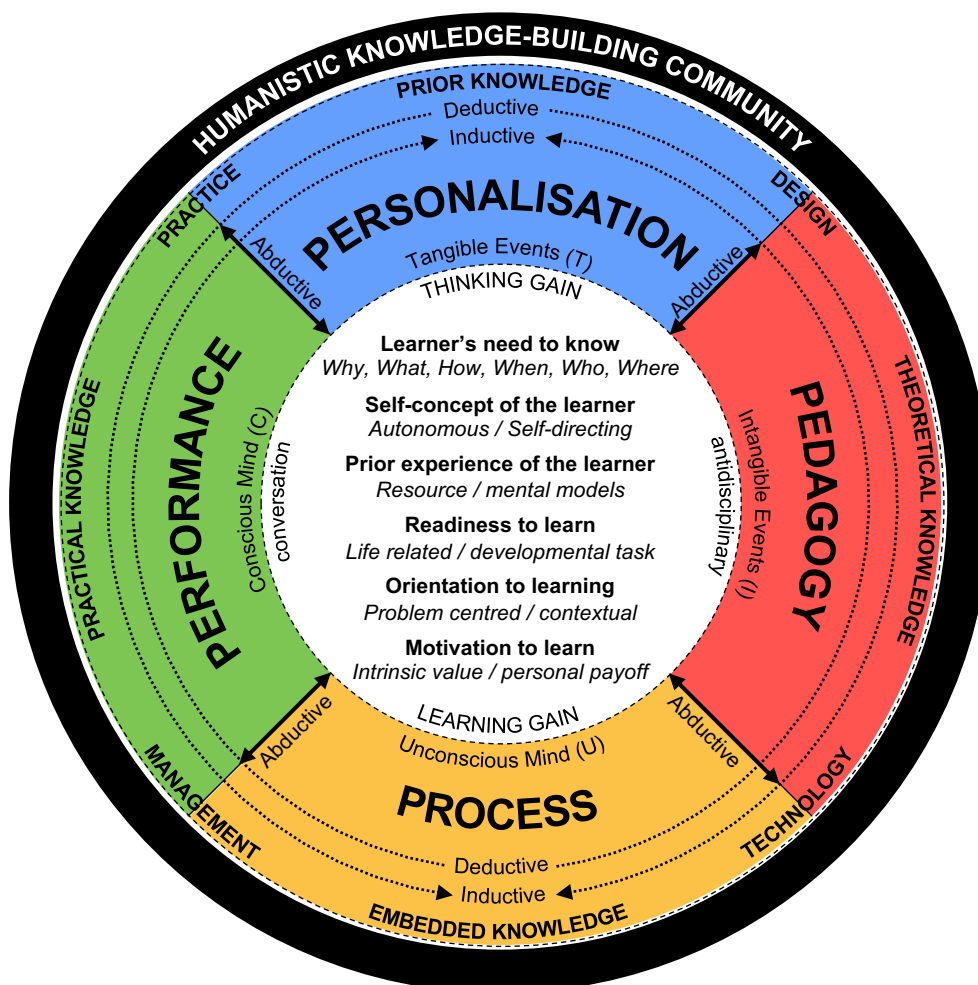 HUMANISTIC KNOWLEDGE-BUILDING COMMUNITY
PRIOR KNOWLEDGE
Deductive
Inductive
PRACTICE
DESIGN
PERSONALISATION
Abductive
Abductive
Tangible Events (T)
THINKING GAIN
Learner’s need to know
Why, What, How, When, Who, Where
Self-concept of the learner
Autonomous / Self-directing
Prior experience of the learner
Resource / mental models
Readiness to learn
Life related / developmental task
Orientation to learning
Problem centred / contextual
Motivation to learn
Intrinsic value / personal payoff
PRACTICAL KNOWLEDGE
PERFORMANCE
Conscious Mind (C)
conversation
antidisciplinary
Intangible Events (I)
PEDAGOGY
THEORETICAL KNOWLEDGE
LEARNING GAIN
Unconscious Mind (U)
Abductive
Abductive
PROCESS
MANAGEMENT
TECHNOLOGY
Deductive
Inductive
EMBEDDED KNOWLEDGE